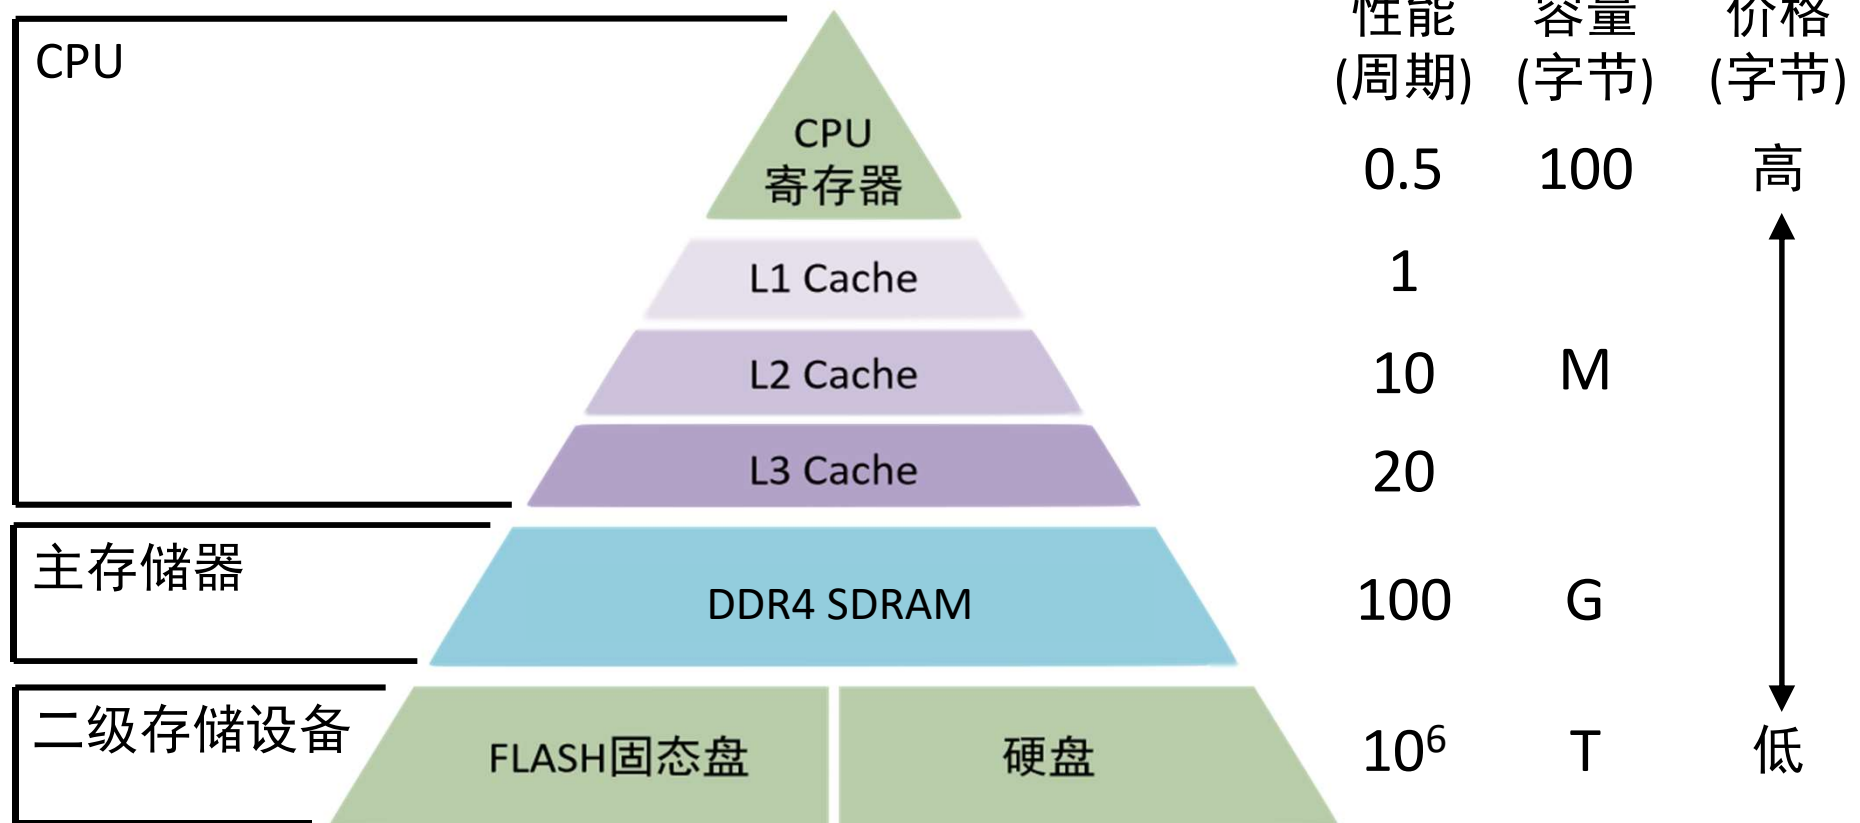 性能 容量 价格
(周期) (字节) (字节)
CPU
CPU
寄存器
0.5 100 高
L1 Cache
1
L2 Cache
10 M
L3 Cache
20
主存储器
DDR4 SDRAM
100 G
二级存储设备
FLASH固态盘
硬盘
10⁶ T 低